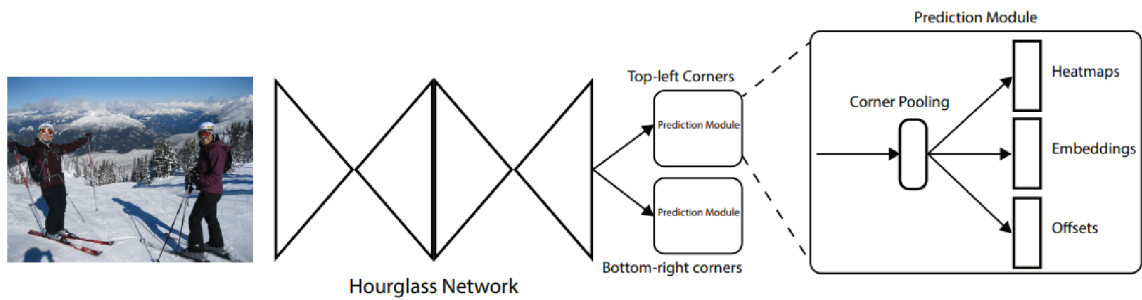 Prediction Module
Top-left Corners
Heatmaps
Corner Pooling
Prediction Module
Embeddings
Prediction Module
Offsets
Bottom-right corners
Hourglass Network